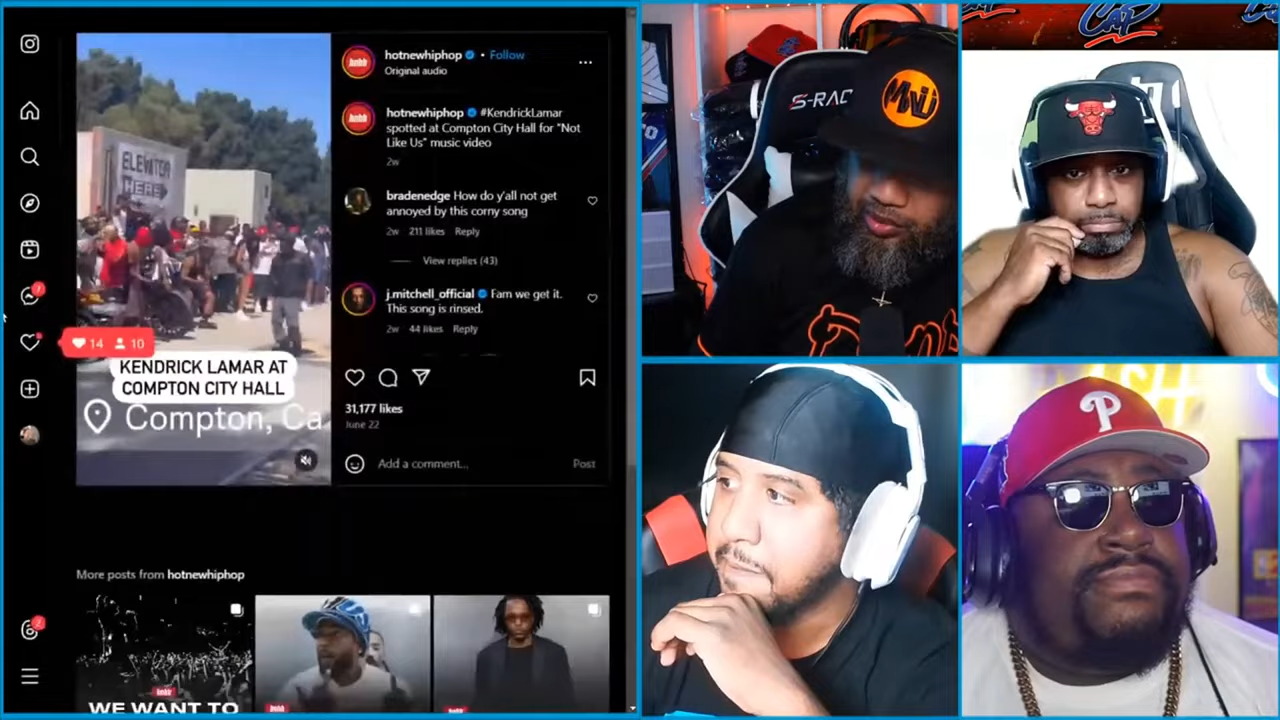 ELEVATOR
HERE
14 10
KENDRICK LAMAR AT
COMPTON CITY HALL
Compton, Ca
hotnewhiphop • Follow
Original audio
hotnewhiphop #KendrickLamar
spotted at Compton City Hall for "Not
Like Us" music video
2w
bradenedge How do y'all not get
annoyed by this corny song
2w 211 likes Reply
View replies (43)
j.mitchell_official Fam we get it.
This song is rinsed.
2w 44 likes Reply
31,177 likes
June 22
Add a comment...
Post
More posts from hotnewhiphop
WE WANT TO
S-RAC
CAP
P